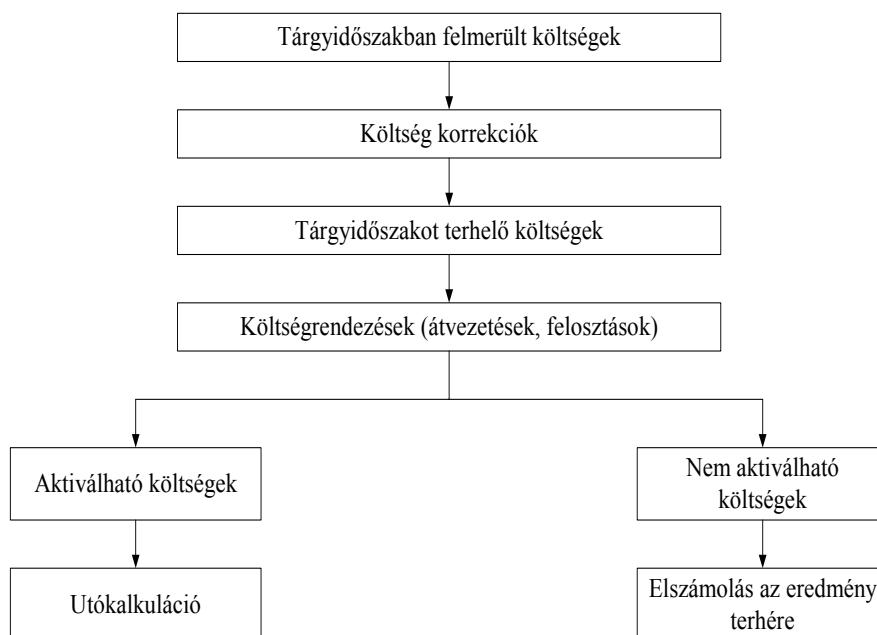 Tárgyidőszakban felmerült költségek
Költség korrekciók
Tárgyidőszakot terhelő költségek
Költségrendezések (átvezetések, felosztások)
Aktiválható költségek
Nem aktiválható
költségek
Utókalkuláció
Elszámolás az eredmény
terhére